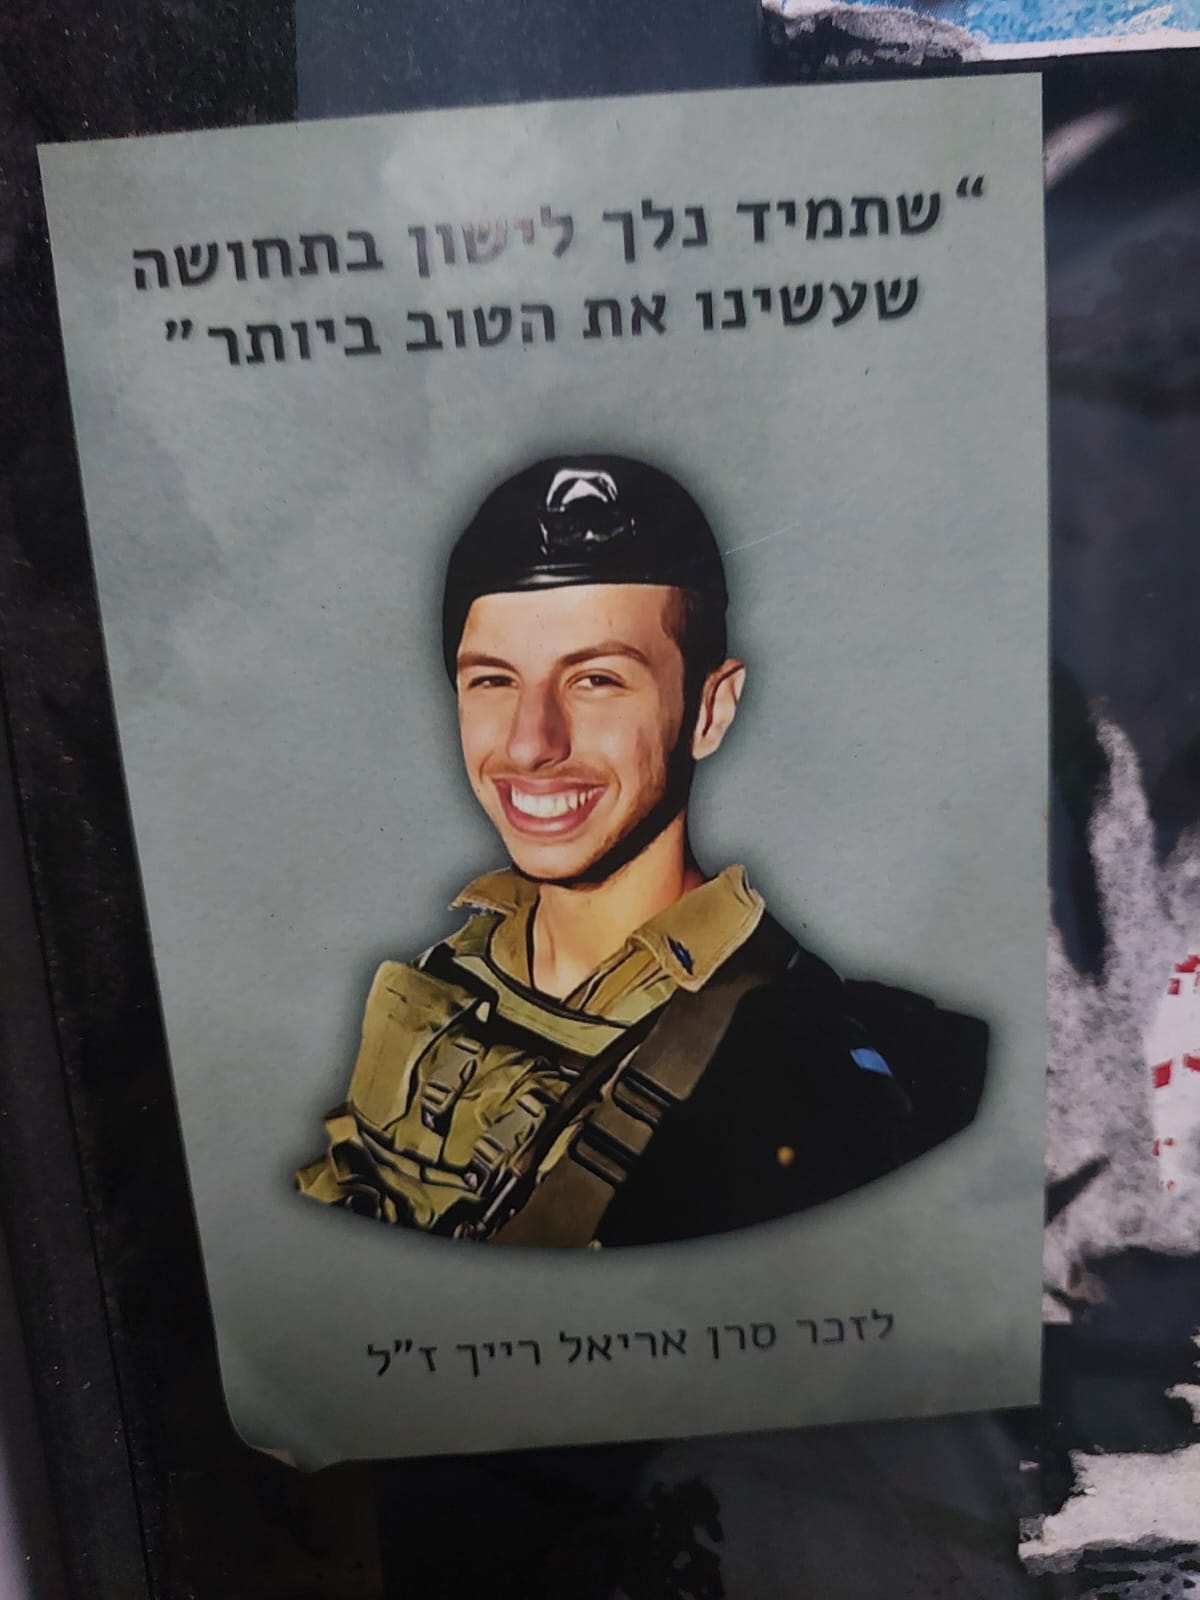 “שתמיד נלך לישון בתחושה
שעשינו את הטוב ביותר”
לזכר סרן אריאל רייך ז”ל